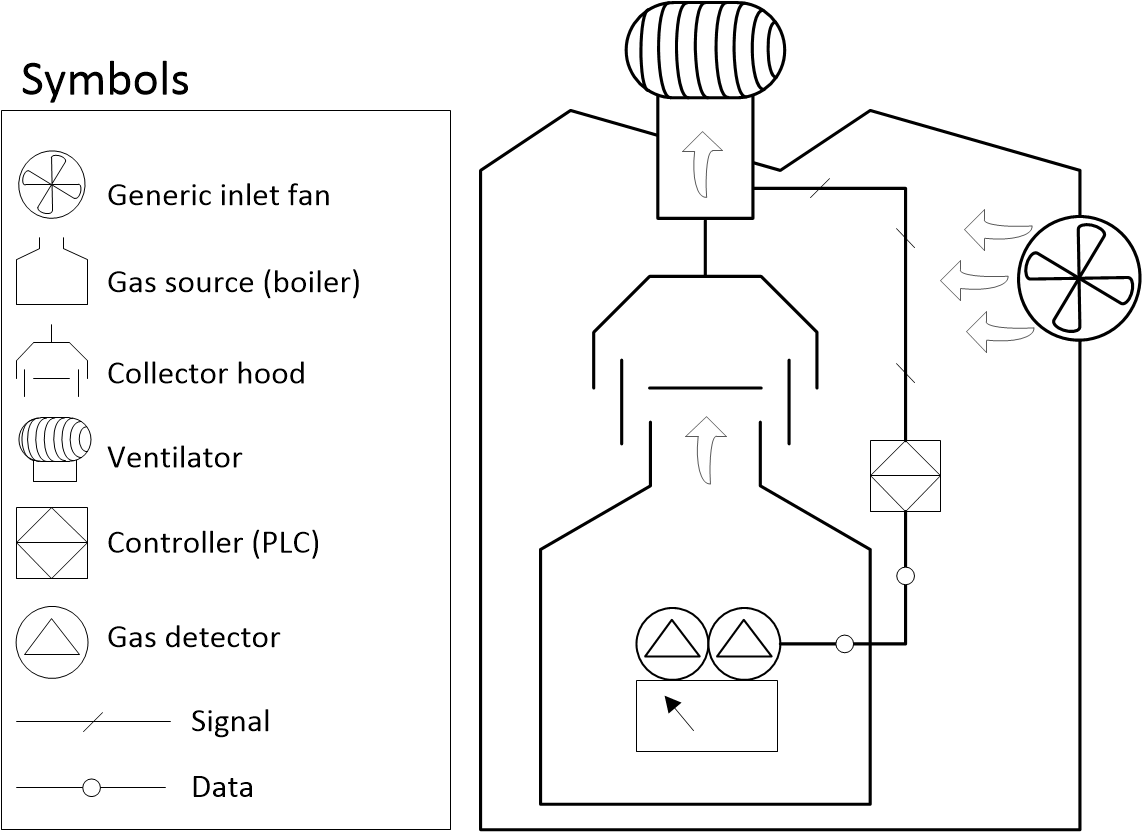 Symbols
Generic inlet fan
Gas source (boiler)
Collector hood
Ventilator
Controller (PLC)
Gas detector
Signal
Data